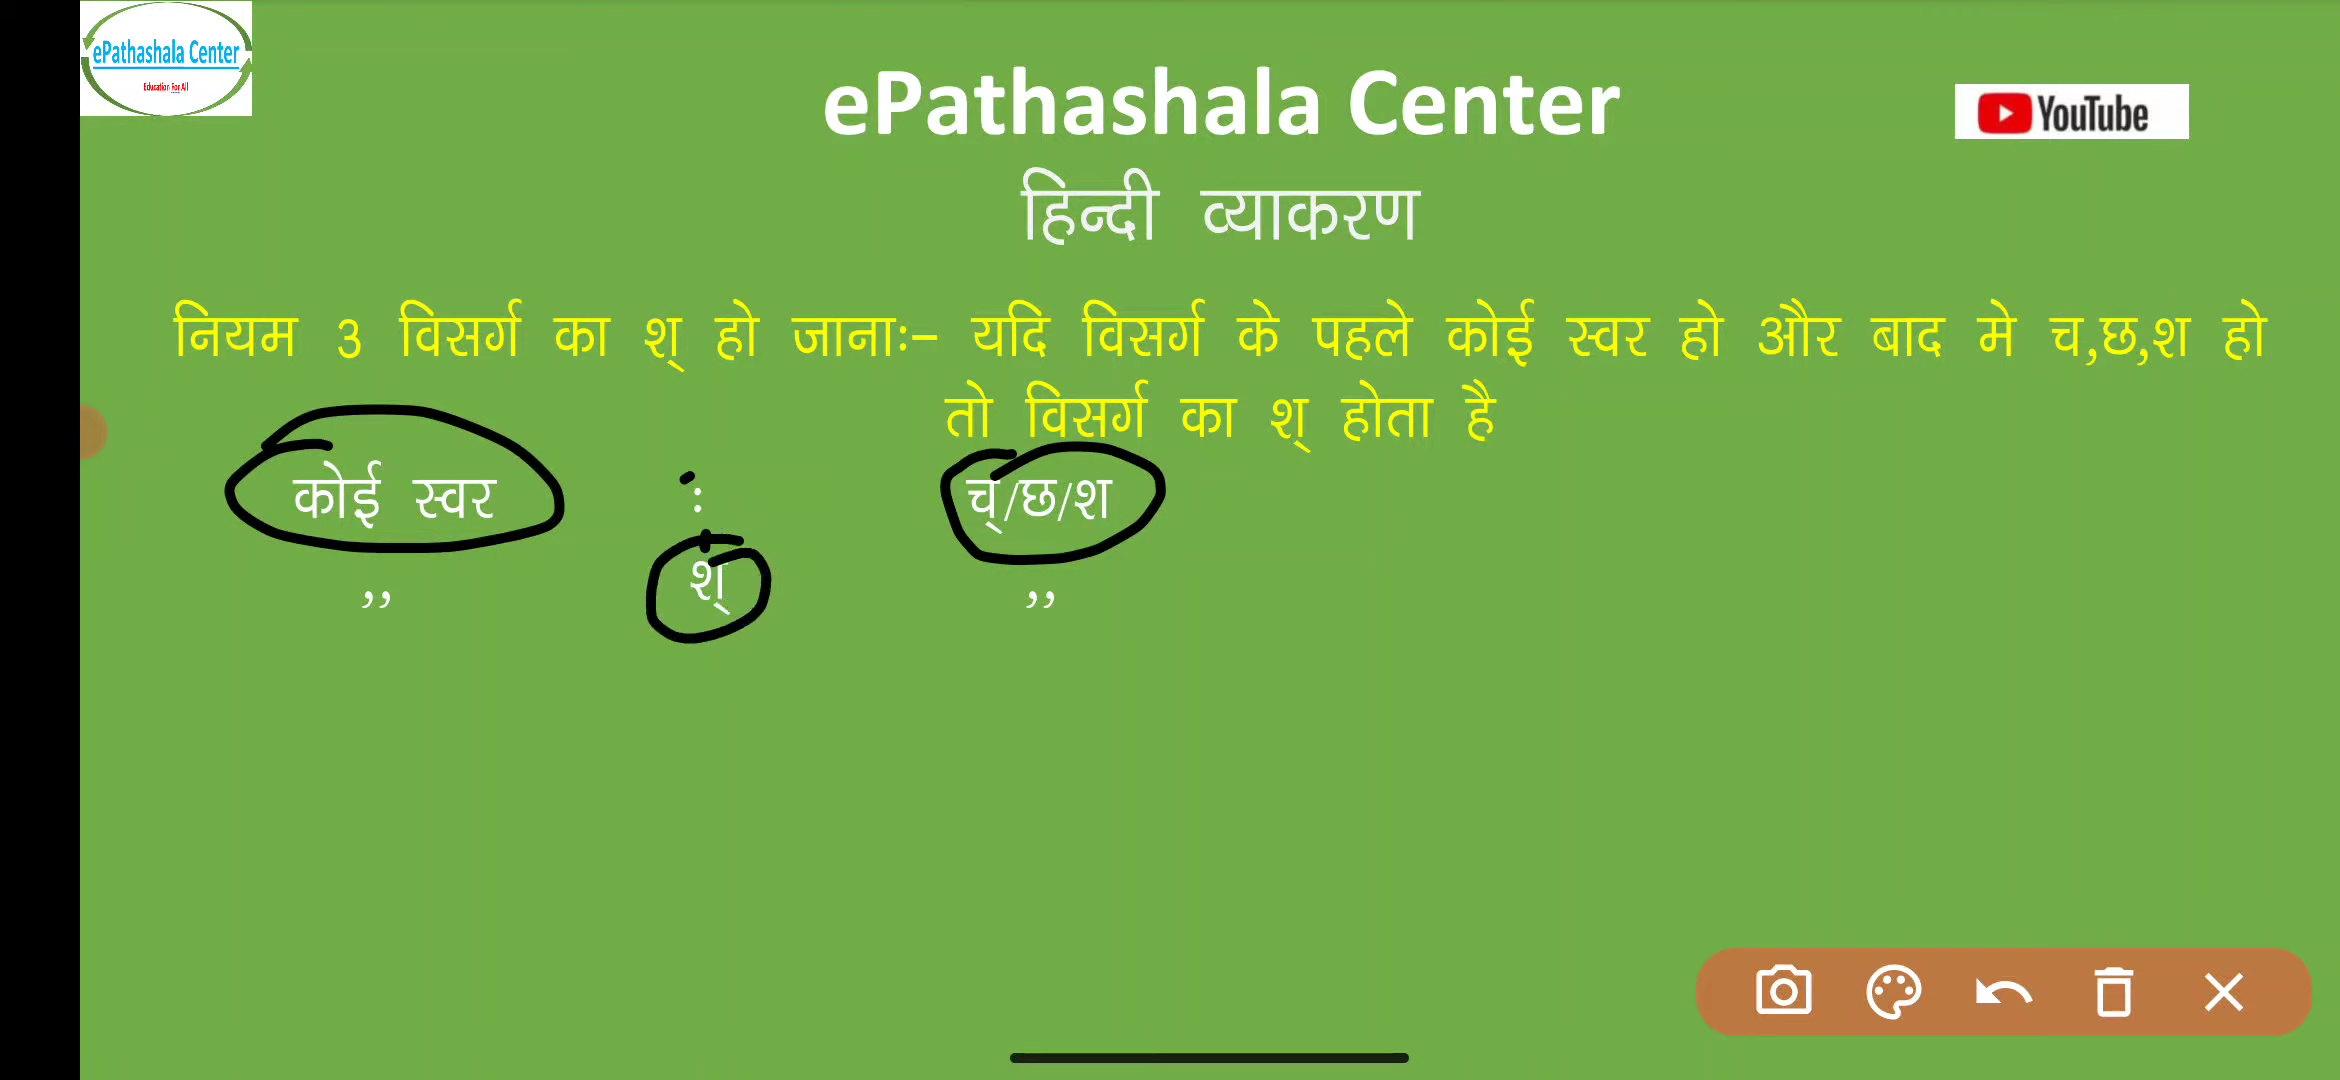 ePathashala Center
Education For All
ePathashala Center
YouTube
हिन्दी व्याकरण
नियम 3 विसर्ग का श् हो जानाः– यदि विसर्ग के पहले कोई स्वर हो और बाद मे च,छ,श हो
तो विसर्ग का श् होता है
कोई स्वर : च्/छ/श
,, श् ,,